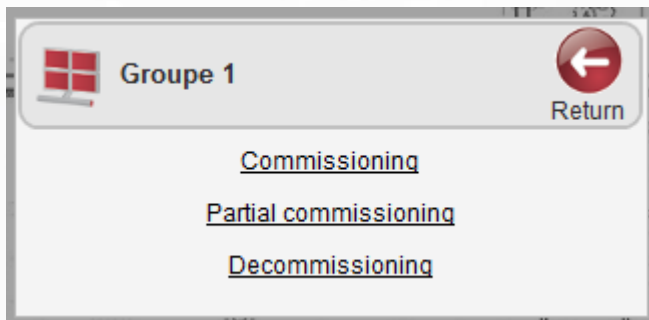 Groupe 1
Return
Commissioning
Partial commissioning
Decommissioning